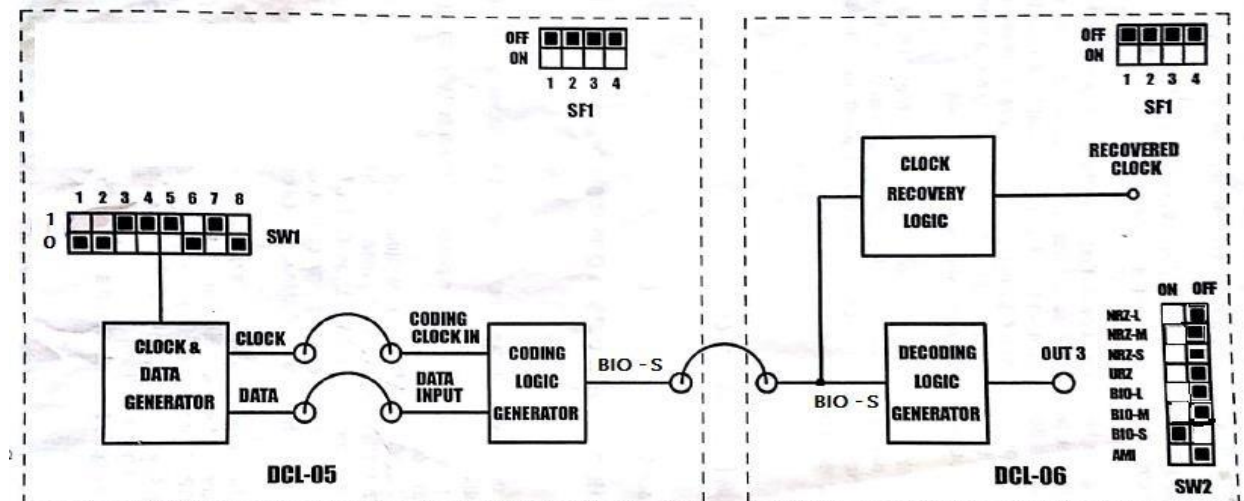 OFF
ON
1 2 3 4
SF1
1 2 3 4 5 6 7 8
1
0
SW1
CLOCK & DATA GENERATOR
CLOCK
DATA
CODING CLOCK IN
DATA INPUT
CODING LOGIC GENERATOR
BIO - S
DCL-05
OFF
ON
1 2 3 4
SF1
CLOCK RECOVERY LOGIC
RECOVERED CLOCK
BIO - S
DECODING LOGIC GENERATOR
OUT 3
ON OFF
NRZ-L
NRZ-M
NRZ-S
URZ
BIO-L
BIO-M
BIO-S
AMI
SW2
DCL-06